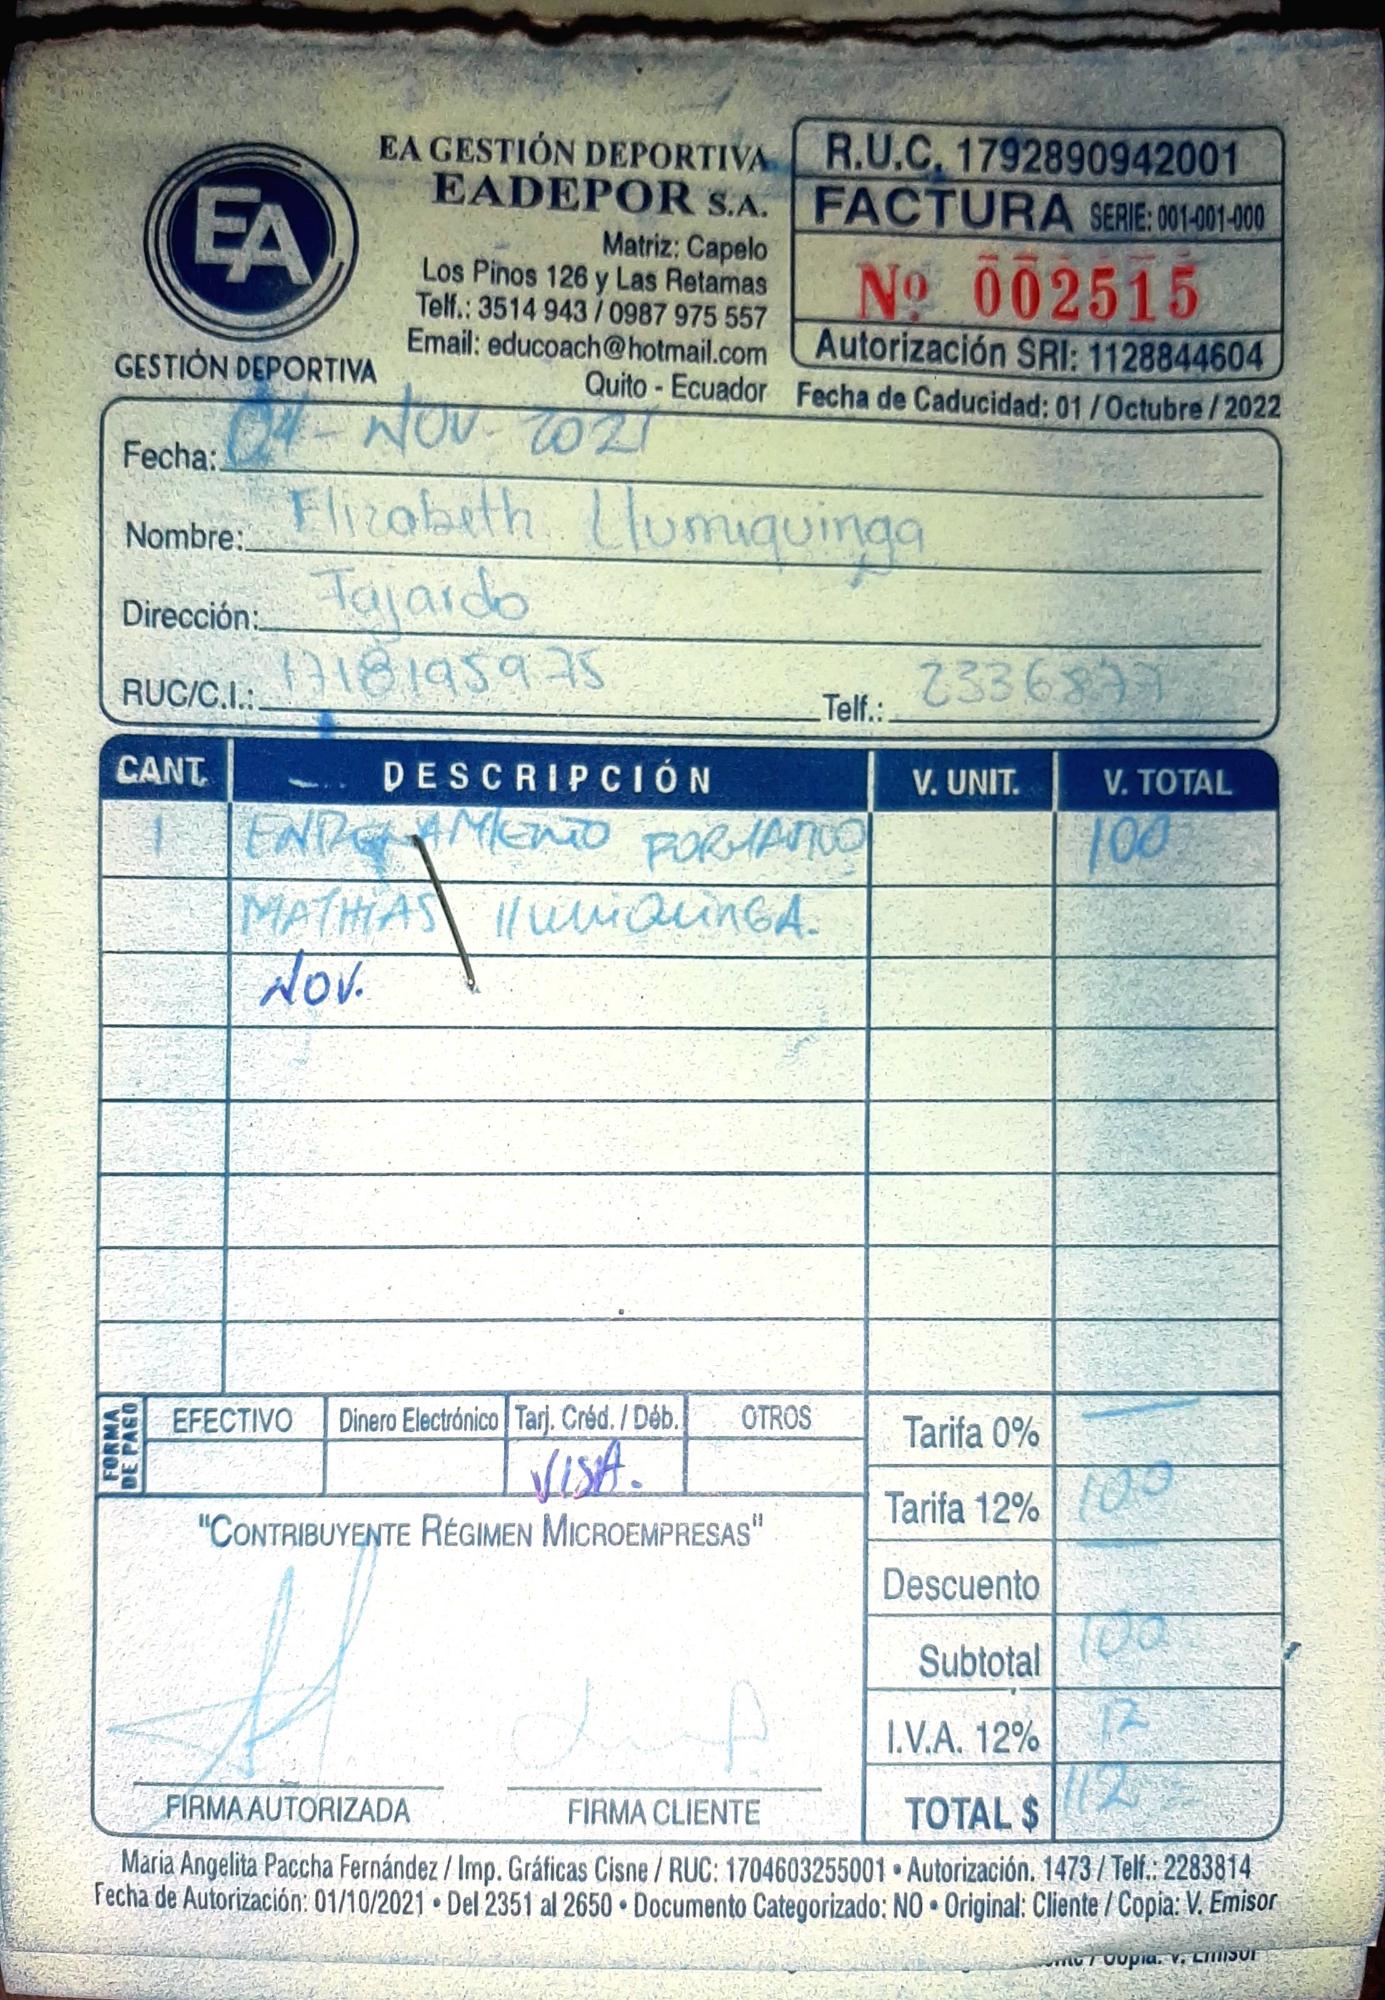 EA
GESTIÓN DEPORTIVA
EA GESTIÓN DEPORTIVA
EADEPOR S.A.
Matriz: Capelo
Los Pinos 126 y Las Retamas
Telf.: 3514 943 / 0987 975 557
Email: educoach@hotmail.com
Quito - Ecuador
R.U.C. 1792890942001
FACTURA SERIE: 001-001-000
Nº 002515
Autorización SRI: 1128844604
Fecha de Caducidad: 01 / Octubre / 2022
Fecha: 04 - NOV - 2021
Nombre: Elizabeth Llumiquinga
Dirección: Fajardo
RUC/C.I.: 1718195975 Telf.: 2336877
CANT. DESCRIPCIÓN V. UNIT. V. TOTAL
1 ENTRENAMIENTO FORMATIVO 100
MATHIAS llumiQuinGA.
NOV.
FORMA DE PAGO
EFECTIVO Dinero Electrónico Tarj. Créd. / Déb. OTROS
VISA.
Tarifa 0% —
Tarifa 12% 100
Descuento —
Subtotal 100
I.V.A. 12% 12
TOTAL $ 112
"CONTRIBUYENTE RÉGIMEN MICROEMPRESAS"
FIRMA AUTORIZADA FIRMA CLIENTE
Maria Angelita Paccha Fernández / Imp. Gráficas Cisne / RUC: 1704603255001 • Autorización. 1473 / Telf.: 2283814
Fecha de Autorización: 01/10/2021 • Del 2351 al 2650 • Documento Categorizado: NO • Original: Cliente / Copia: V. Emisor
/ Copia: V. Emisor